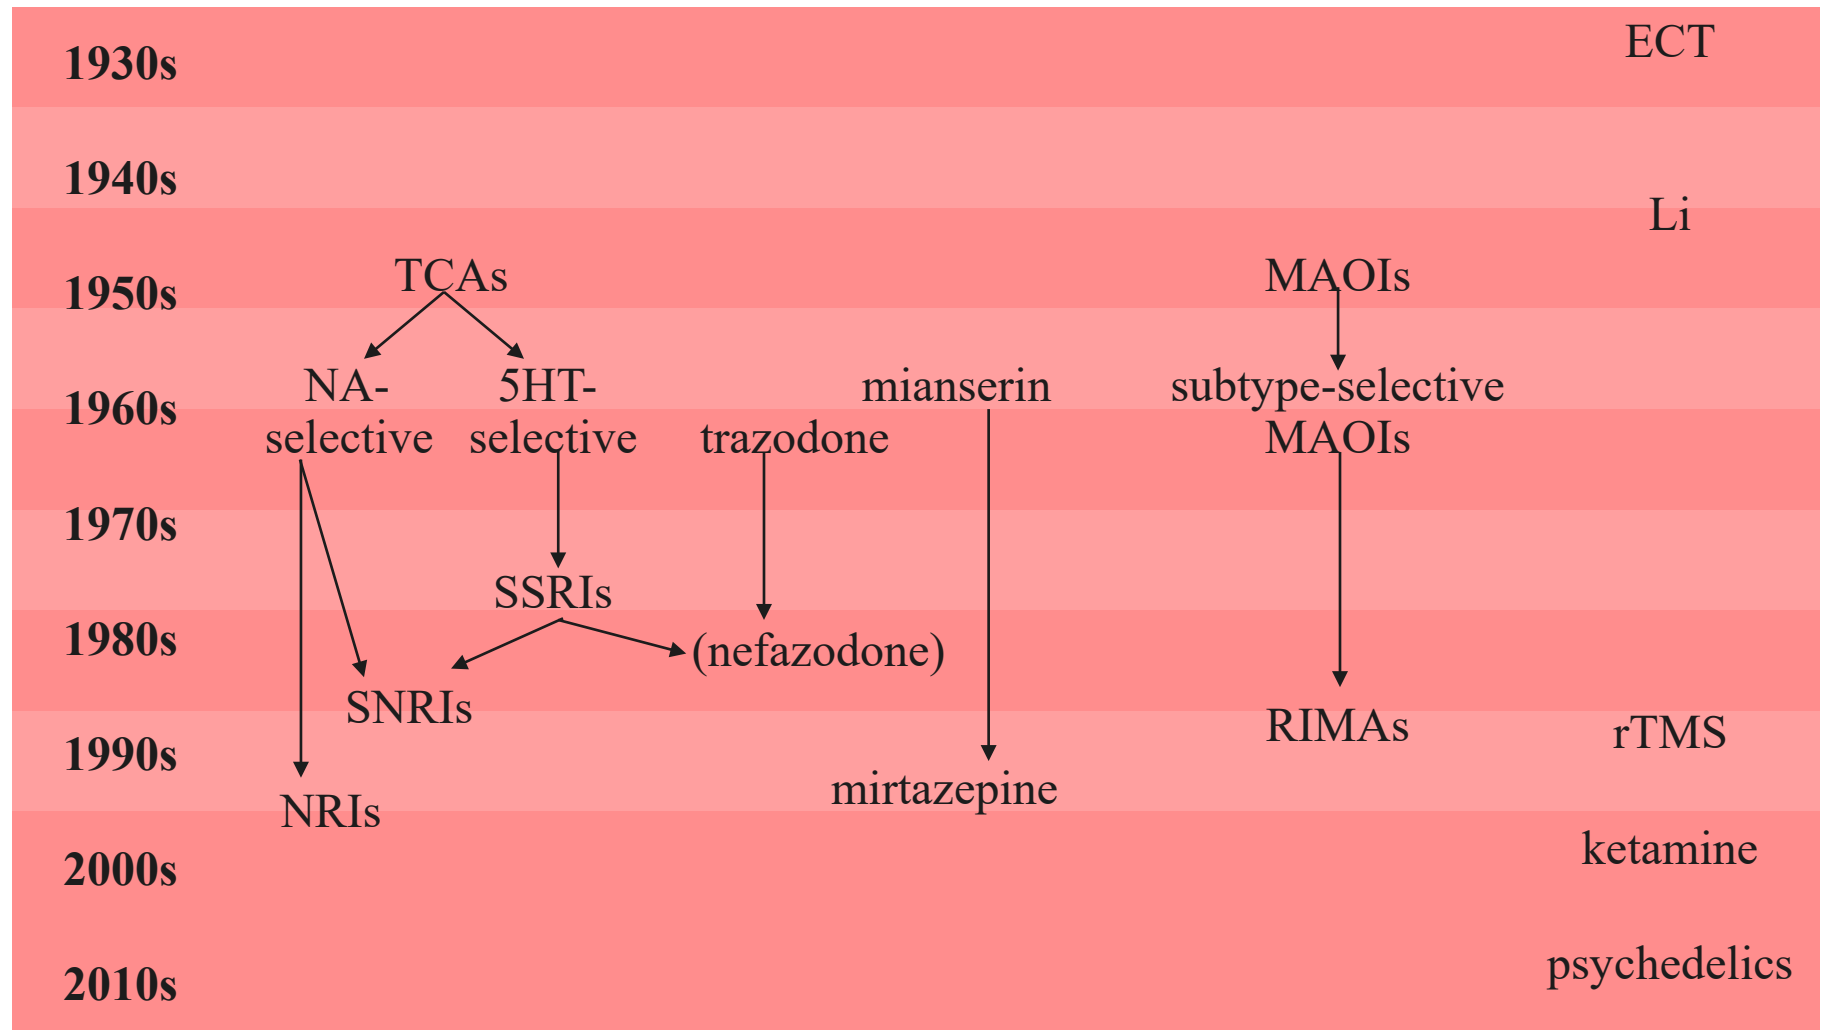 ECT
1930s
1940s
Li
TCAs
MAOIs
1950s
NA-
5HT-
mianserin
subtype-selective
1960s
selective
selective
trazodone
MAOIs
1970s
SSRIs
1980s
(nefazodone)
SNRIs
RIMAs
rTMS
1990s
mirtazepine
NRIs
ketamine
2000s
psychedelics
2010s